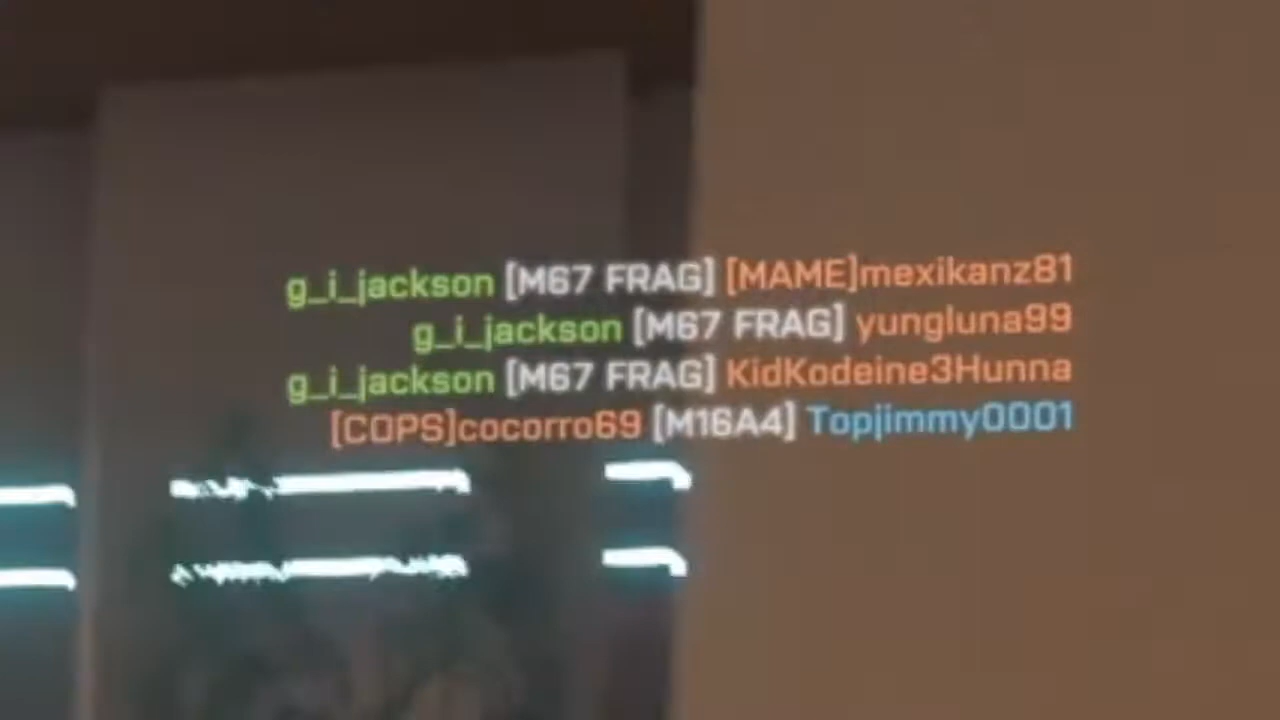 g_i_jackson [M67 FRAG] [MAME]mexikanz81
g_i_jackson [M67 FRAG] yungluna99
g_i_jackson [M67 FRAG] KidKodeine3Hunna
[COPS]cocorro69 [M16A4] Topjimmy0001